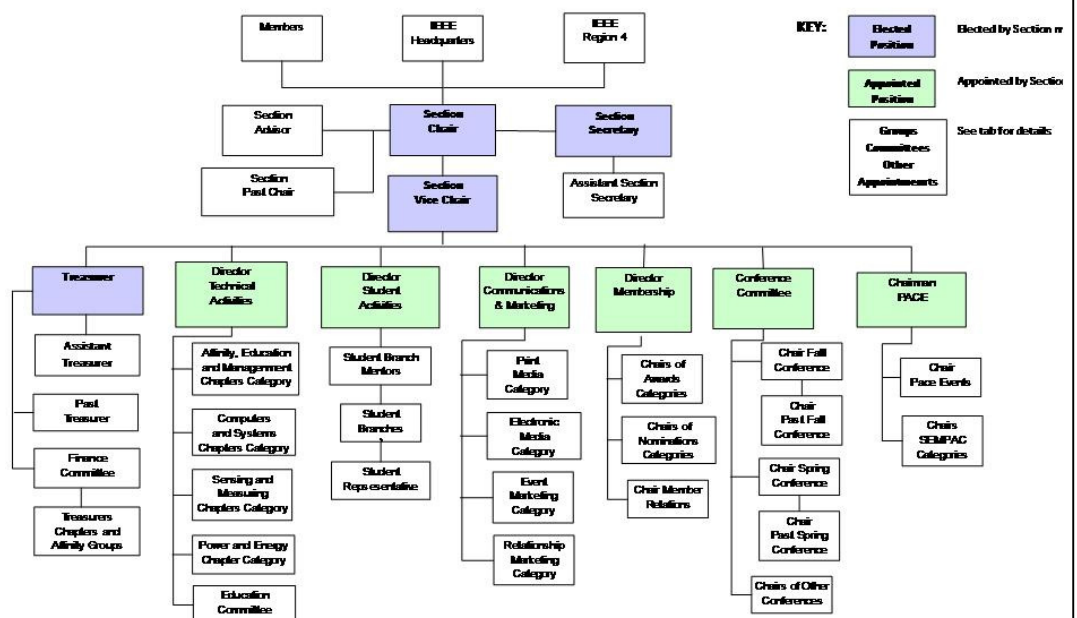 Members
IEEE
Headquarters
IEEE
Region 4
KEY:
Elected
Position
Elected by Section m
Appointed
Position
Appointed by Section
Groups
Committees
Other
Appointments
See tab for details
Section
Advisor
Section
Chair
Section
Secretary
Section
Past Chair
Section
Vice Chair
Assistant Section
Secretary
Treasurer
Director
Technical
Activities
Director
Student
Activities
Director
Communications
& Marketing
Director
Membership
Conference
Committee
Chairman
PACE
Assistant
Treasurer
Past
Treasurer
Finance
Committee
Treasurers
Chapters and
Affinity Groups
Affinity, Education
and Management
Chapters Category
Computers
and Systems
Chapters Category
Sensing and
Measuring
Chapters Category
Power and Energy
Chapter Category
Education
Committee
Student Branch
Mentors
Student
Branches
Student
Representative
Print
Media
Category
Electronic
Media
Category
Event
Marketing
Category
Relationship
Marketing
Category
Chairs of
Awards
Categories
Chairs of
Nominations
Categories
Chair Member
Relations
Chair Fall
Conference
Chair
Past Fall
Conference
Chair Spring
Conference
Chair
Past Spring
Conference
Chairs of Other
Conferences
Chair
Pace Events
Chairs
SEMPAC
Categories